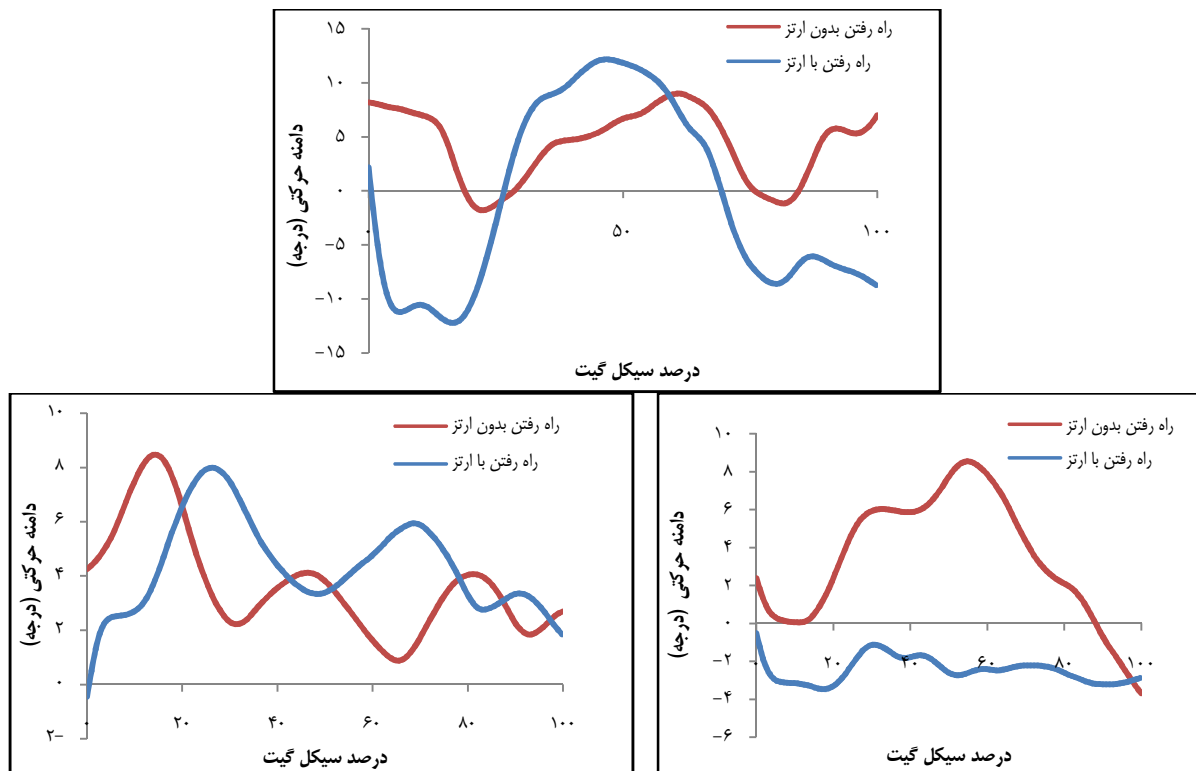 راه رفتن بدون ارتز
راه رفتن با ارتز
دامنه حرکتی (درجه)
۱۵
۱۰
۵
۰
−۵
−۱۰
−۱۵
۰ ۵۰ ۱۰۰
درصد سیکل گیت
راه رفتن بدون ارتز
راه رفتن با ارتز
دامنه حرکتی (درجه)
۱۰
۸
۶
۴
۲
۰
۲−
۰ ۲۰ ۴۰ ۶۰ ۸۰ ۱۰۰
درصد سیکل گیت
راه رفتن بدون ارتز
راه رفتن با ارتز
دامنه حرکتی (درجه)
۱۰
۸
۶
۴
۲
۰
−۲
−۴
−۶
۰ ۲۰ ۴۰ ۶۰ ۸۰ ۱۰۰
درصد سیکل گیت